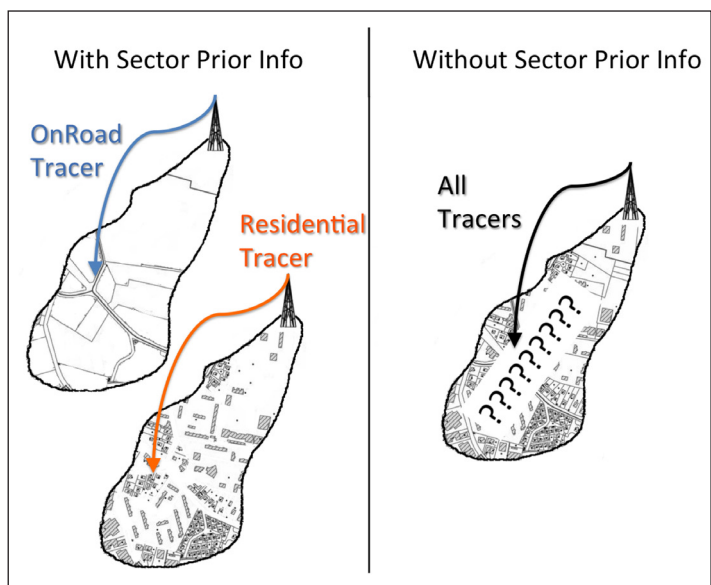 With Sector Prior Info
OnRoad
Tracer
Residential
Tracer
Without Sector Prior Info
All
Tracers
?????????